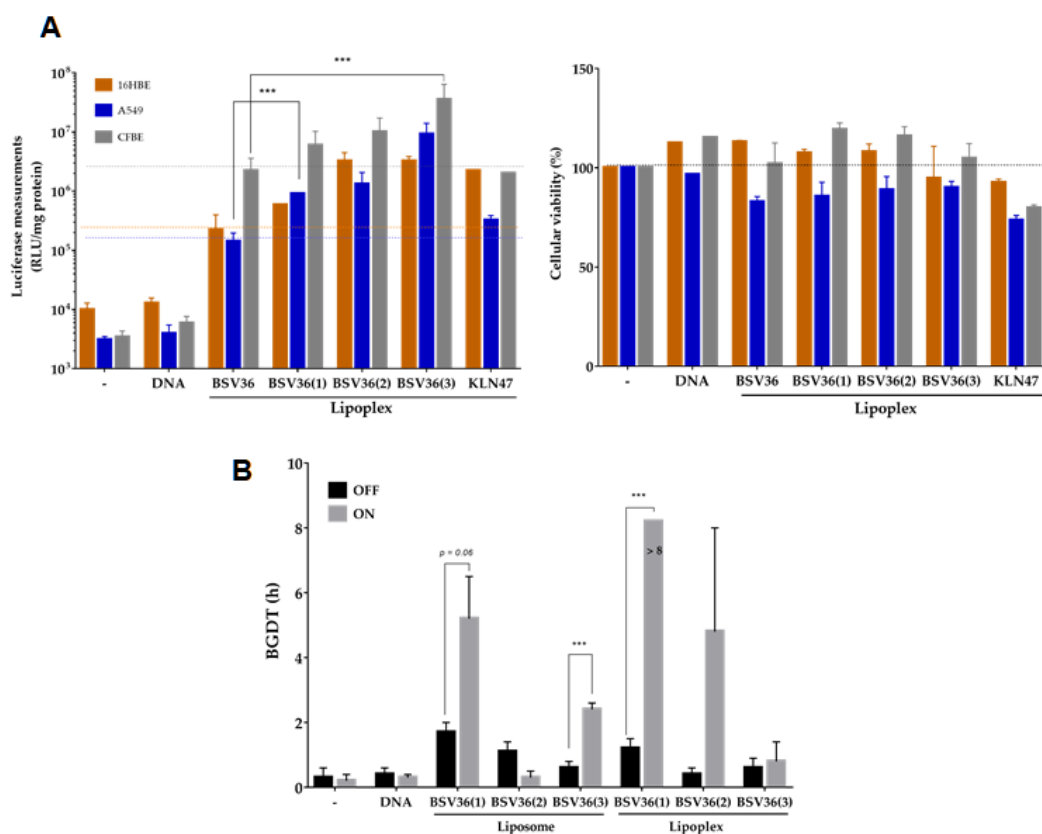 A
Luciferase measurements
(RLU/mg protein)
10⁸
10⁷
10⁶
10⁵
10⁴
10³
16HBE
A549
CFBE
***
***
- DNA BSV36 BSV36(1) BSV36(2) BSV36(3) KLN47
Lipoplex
Cellular viability (%)
150
100
50
0
- DNA BSV36 BSV36(1) BSV36(2) BSV36(3) KLN47
Lipoplex
B
BGDT (h)
10
8
6
4
2
0
OFF
ON
p = 0.06
***
***
> 8
- DNA BSV36(1) BSV36(2) BSV36(3) BSV36(1) BSV36(2) BSV36(3)
Liposome Lipoplex